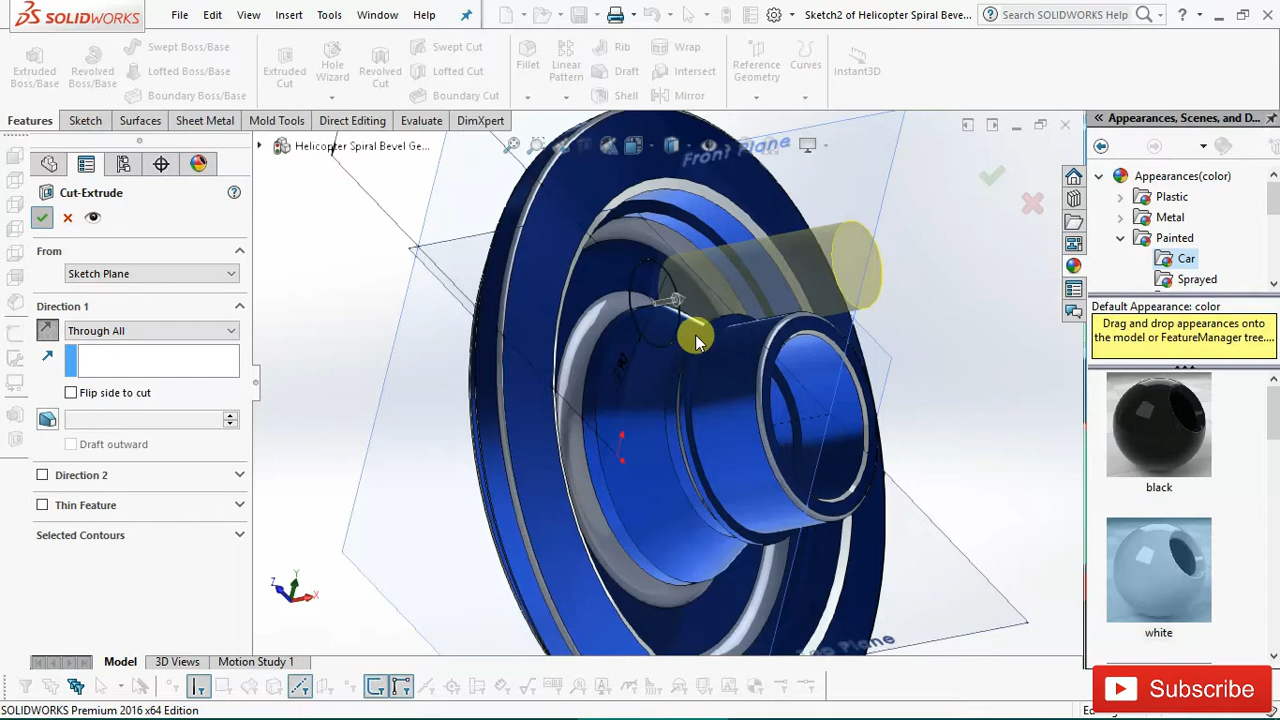 SOLIDWORKS
File
Edit
View
Insert
Tools
Window
Help
Sketch2 of Helicopter Spiral Beve...
Search SOLIDWORKS Help
?
Extruded Boss/Base
Revolved Boss/Base
Swept Boss/Base
Lofted Boss/Base
Boundary Boss/Base
Extruded Cut
Hole Wizard
Revolved Cut
Swept Cut
Lofted Cut
Boundary Cut
Fillet
Linear Pattern
Rib
Draft
Shell
Wrap
Intersect
Mirror
Reference Geometry
Curves
Instant3D
Features
Sketch
Surfaces
Sheet Metal
Mold Tools
Direct Editing
Evaluate
DimXpert
Helicopter Spiral Bevel Ge...
Cut-Extrude
From
Sketch Plane
Direction 1
Through All
Flip side to cut
Draft outward
Direction 2
Thin Feature
Selected Contours
Front Plane
Z
Y
X
Appearances, Scenes, and D...
Appearances(color)
Plastic
Metal
Painted
Car
Sprayed
Default Appearance: color
Drag and drop appearances onto
the model or FeatureManager tree....
black
white
Model
3D Views
Motion Study 1
SOLIDWORKS Premium 2016 x64 Edition
Subscribe